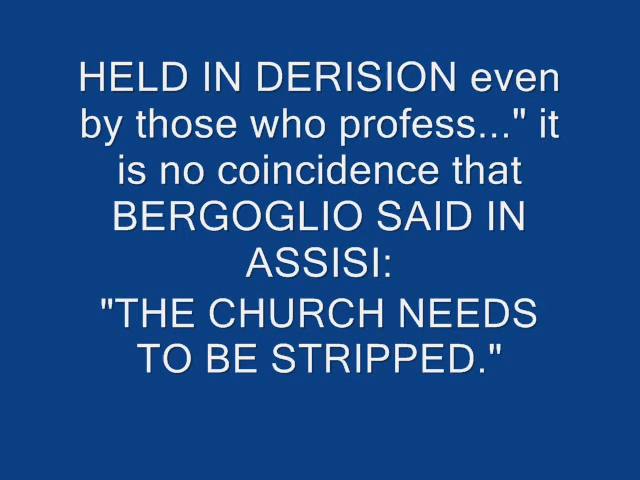 HELD IN DERISION even
by those who profess..." it
is no coincidence that
BERGOGLIO SAID IN
ASSISI:
"THE CHURCH NEEDS
TO BE STRIPPED."